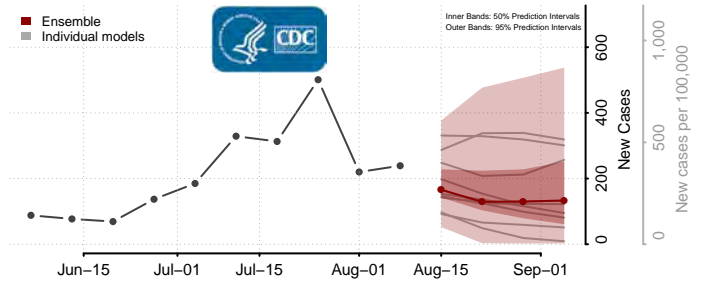 Ensemble
Individual models
CDC
Inner Bands: 50% Prediction Intervals
Outer Bands: 95% Prediction Intervals
600
400
200
0
New Cases
1,000
500
0
New cases per 100,000
Jun−15
Jul−01
Jul−15
Aug−01
Aug−15
Sep−01